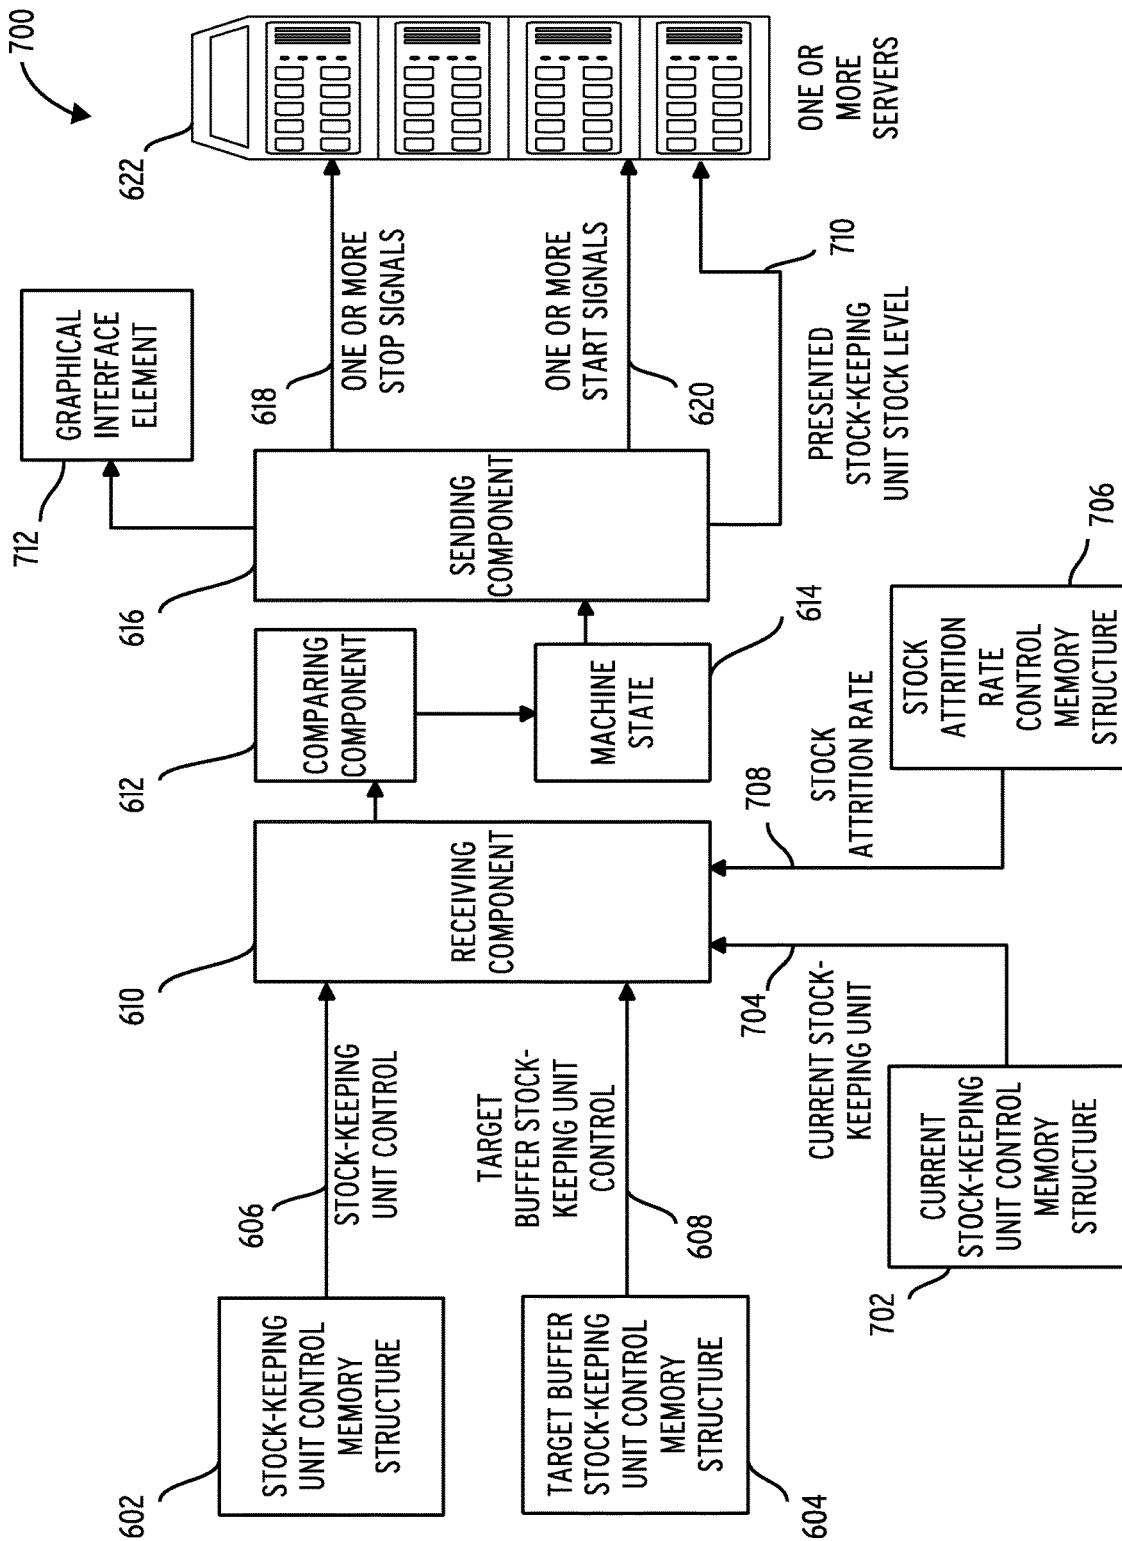 700
622
ONE OR
MORE
SERVERS
712
GRAPHICAL
INTERFACE
ELEMENT
618
ONE OR MORE
STOP SIGNALS
ONE OR MORE
START SIGNALS
620
710
PRESENTED
STOCK-KEEPING
UNIT STOCK LEVEL
616
SENDING
COMPONENT
612
COMPARING
COMPONENT
MACHINE
STATE
614
706
STOCK
ATTRITION
RATE
CONTROL
MEMORY
STRUCTURE
STOCK
ATTRITION RATE
708
610
RECEIVING
COMPONENT
704
CURRENT STOCK-
KEEPING UNIT
606
STOCK-KEEPING
UNIT CONTROL
TARGET
BUFFER STOCK-
KEEPING UNIT
CONTROL
608
702
CURRENT
STOCK-KEEPING
UNIT CONTROL
MEMORY
STRUCTURE
602
STOCK-KEEPING
UNIT CONTROL
MEMORY
STRUCTURE
TARGET BUFFER
STOCK-KEEPING
UNIT CONTROL
MEMORY
STRUCTURE
604